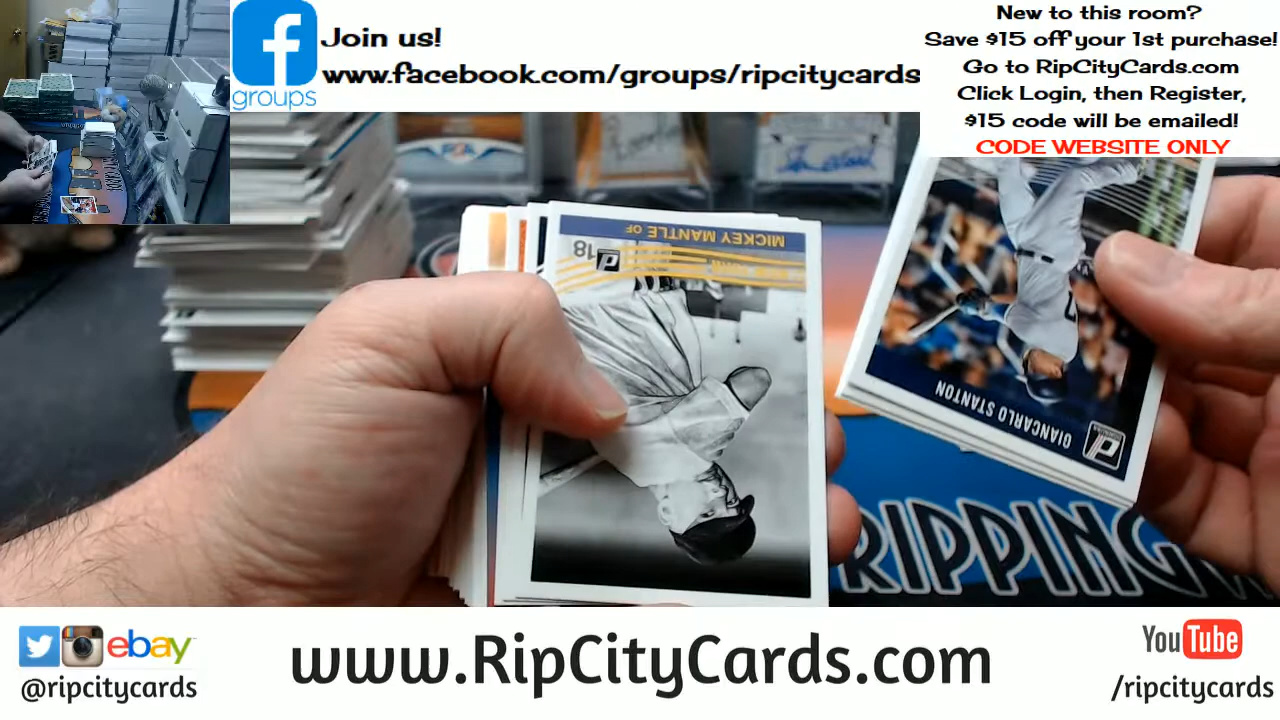 Join us!
www.facebook.com/groups/ripcitycards
groups
New to this room?
Save $15 off your 1st purchase!
Go to RipCityCards.com
Click Login, then Register,
$15 code will be emailed!
CODE WEBSITE ONLY
MICKEY MANTLE OF
18
GIANCARLO STANTON
RIPPING
ebay
@ripcitycards
www.RipCityCards.com
YouTube
/ripcitycards